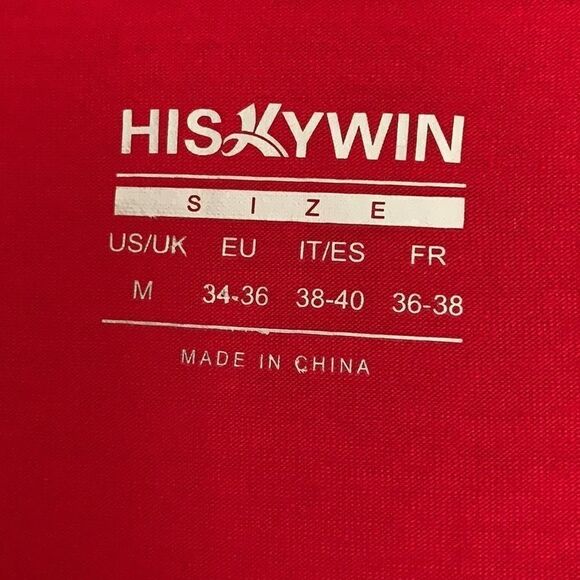 HISKYWIN
SIZE
US/UK EU IT/ES FR
M 34-36 38-40 36-38
MADE IN CHINA